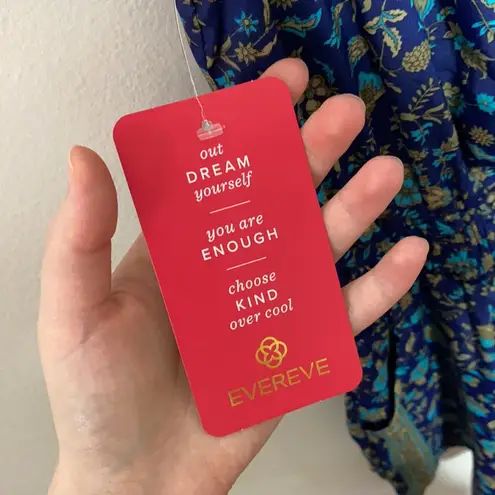 out
DREAM
yourself
you are
ENOUGH
choose
KIND
over cool
EVEREVE